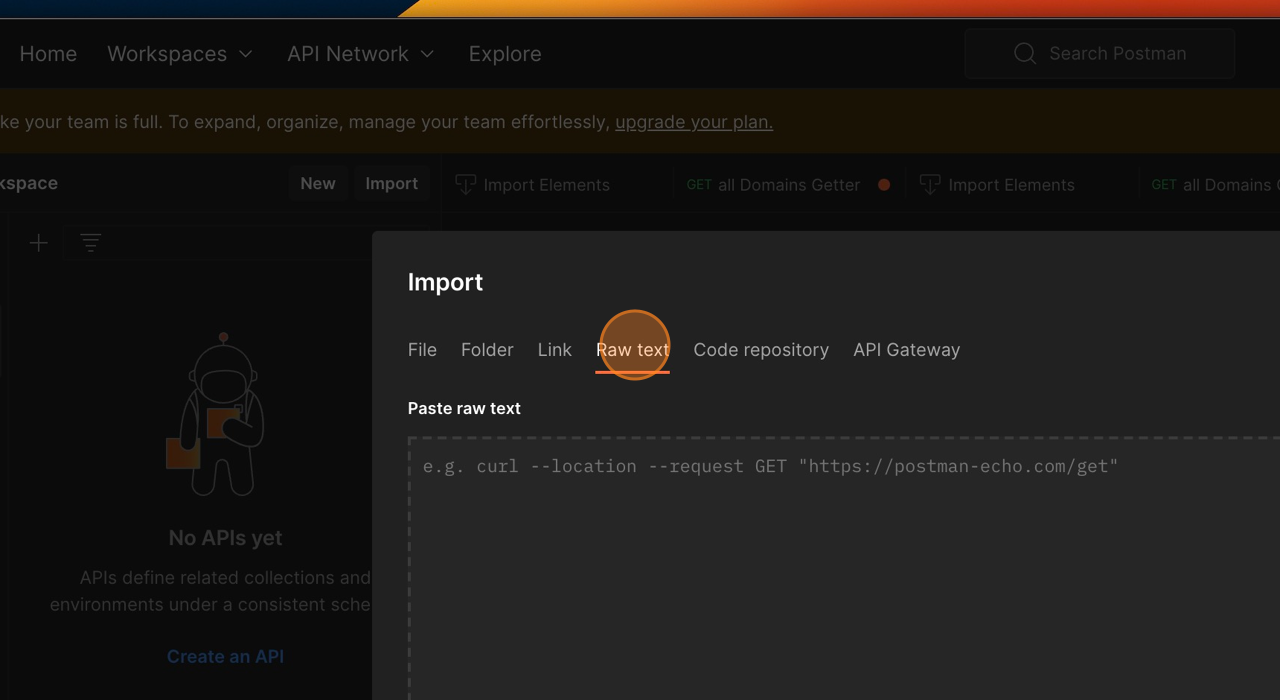 Home Workspaces API Network Explore Search Postman
ke your team is full. To expand, organize, manage your team effortlessly, upgrade your plan.
kspace New Import Import Elements GET all Domains Getter Import Elements GET all Domains
Import
File Folder Link Raw text Code repository API Gateway
Paste raw text
e.g. curl --location --request GET "https://postman-echo.com/get"
No APIs yet
APIs define related collections and
environments under a consistent sche
Create an API